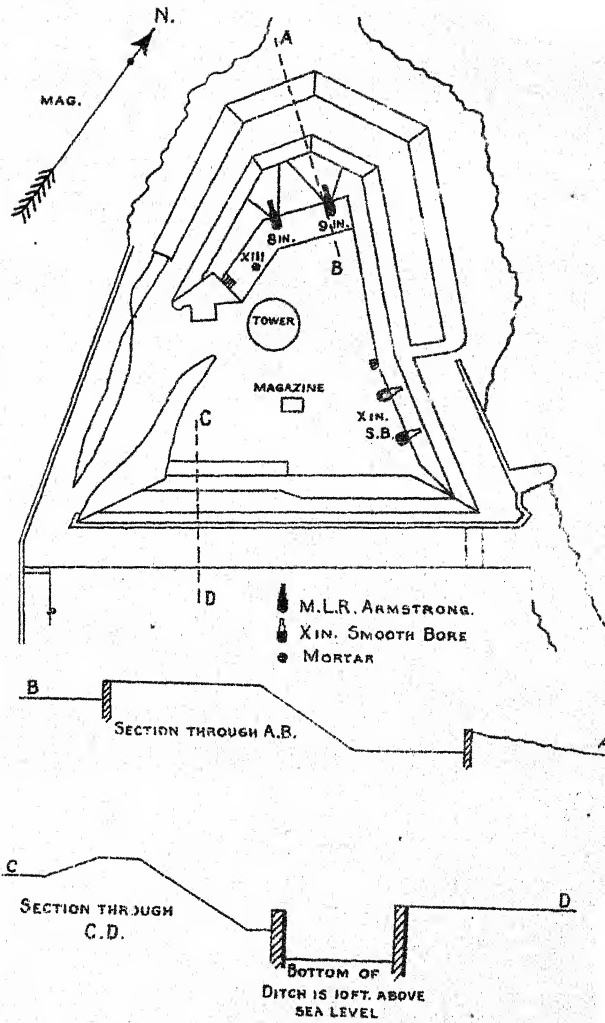 N.
MAG.
A
8IN.
9IN.
XIII
B
TOWER
MAGAZINE
C
XIN.
S.B.
D
M.L.R. ARMSTRONG.
XIN. SMOOTH BORE
MORTAR
B
SECTION THROUGH A.B.
A
C
SECTION THROUGH
C.D.
D
BOTTOM OF
DITCH IS 10FT. ABOVE
SEA LEVEL